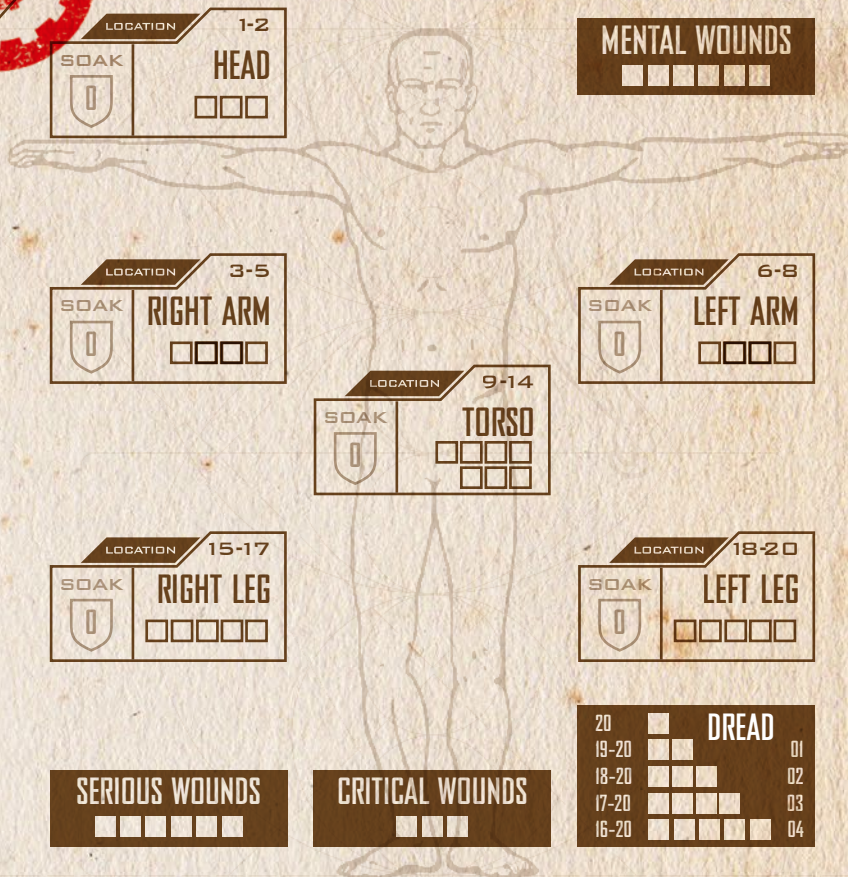 LOCATION 1-2
SOAK HEAD
0
MENTAL WOUNDS
LOCATION 3-5
SOAK RIGHT ARM
0
LOCATION 6-8
SOAK LEFT ARM
0
LOCATION 9-14
SOAK TORSO
0
LOCATION 15-17
SOAK RIGHT LEG
0
LOCATION 18-20
SOAK LEFT LEG
0
SERIOUS WOUNDS
CRITICAL WOUNDS
20 DREAD
19-20 01
18-20 02
17-20 03
16-20 04